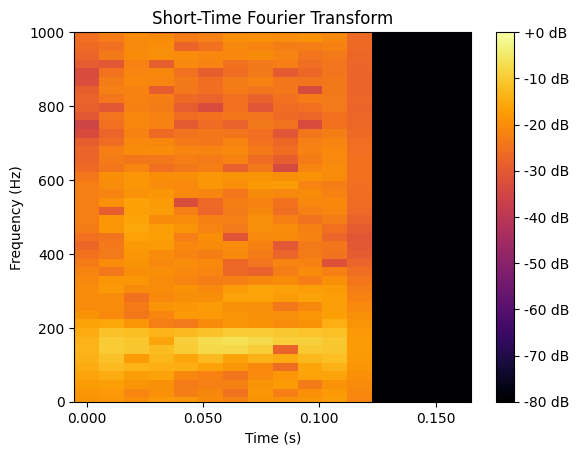 Short-Time Fourier Transform
1000
800
600
400
200
0
Frequency (Hz)
0.000
0.050
0.100
0.150
Time (s)
+0 dB
-10 dB
-20 dB
-30 dB
-40 dB
-50 dB
-60 dB
-70 dB
-80 dB